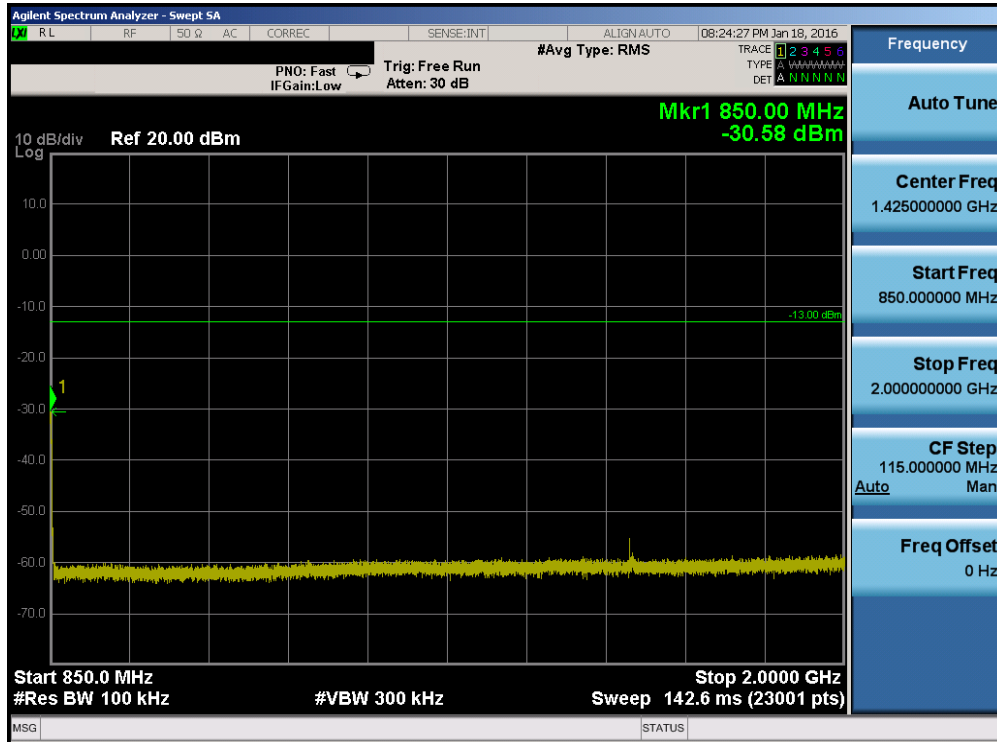 Agilent Spectrum Analyzer - Swept SA
LXI RL RF 50 Ω AC CORREC SENSE:INT ALIGNAUTO 08:24:27 PM Jan 18, 2016
#Avg Type: RMS TRACE 1 2 3 4 5 6
PNO: Fast Trig: Free Run TYPE A WWWWW
IFGain:Low Atten: 30 dB DET A N N N N N
Frequency
Mkr1 850.00 MHz
-30.58 dBm
10 dB/div Ref 20.00 dBm
Log
10.0
0.00
-10.0
-13.00 dBm
-20.0
1
-30.0
-40.0
-50.0
-60.0
-70.0
Start 850.0 MHz Stop 2.0000 GHz
#Res BW 100 kHz #VBW 300 kHz Sweep 142.6 ms (23001 pts)
MSG STATUS
Auto Tune
Center Freq
1.425000000 GHz
Start Freq
850.000000 MHz
Stop Freq
2.000000000 GHz
CF Step
115.000000 MHz
Auto Man
Freq Offset
0 Hz